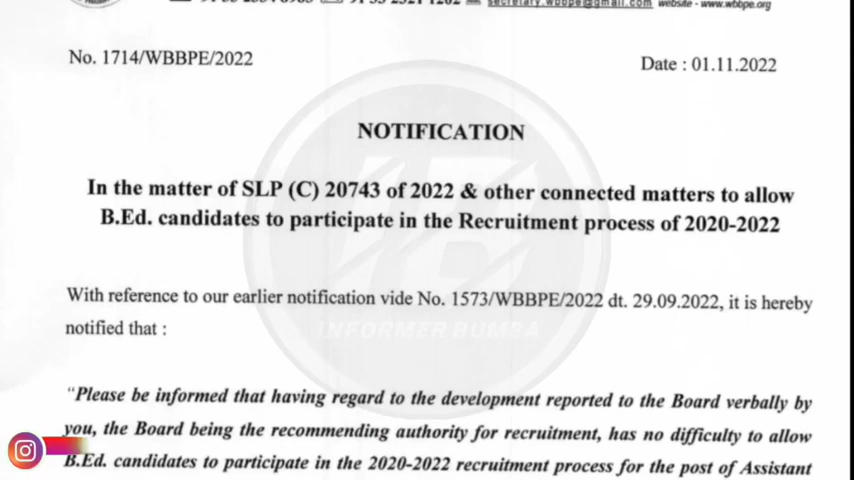 secretary.wbbpe@gmail.com website - www.wbbpe.org
No. 1714/WBBPE/2022
Date : 01.11.2022
NOTIFICATION
In the matter of SLP (C) 20743 of 2022 & other connected matters to allow
B.Ed. candidates to participate in the Recruitment process of 2020-2022
With reference to our earlier notification vide No. 1573/WBBPE/2022 dt. 29.09.2022, it is hereby
notified that :
INFORMER BUMBA
"Please be informed that having regard to the development reported to the Board verbally by
you, the Board being the recommending authority for recruitment, has no difficulty to allow
B.Ed. candidates to participate in the 2020-2022 recruitment process for the post of Assistant